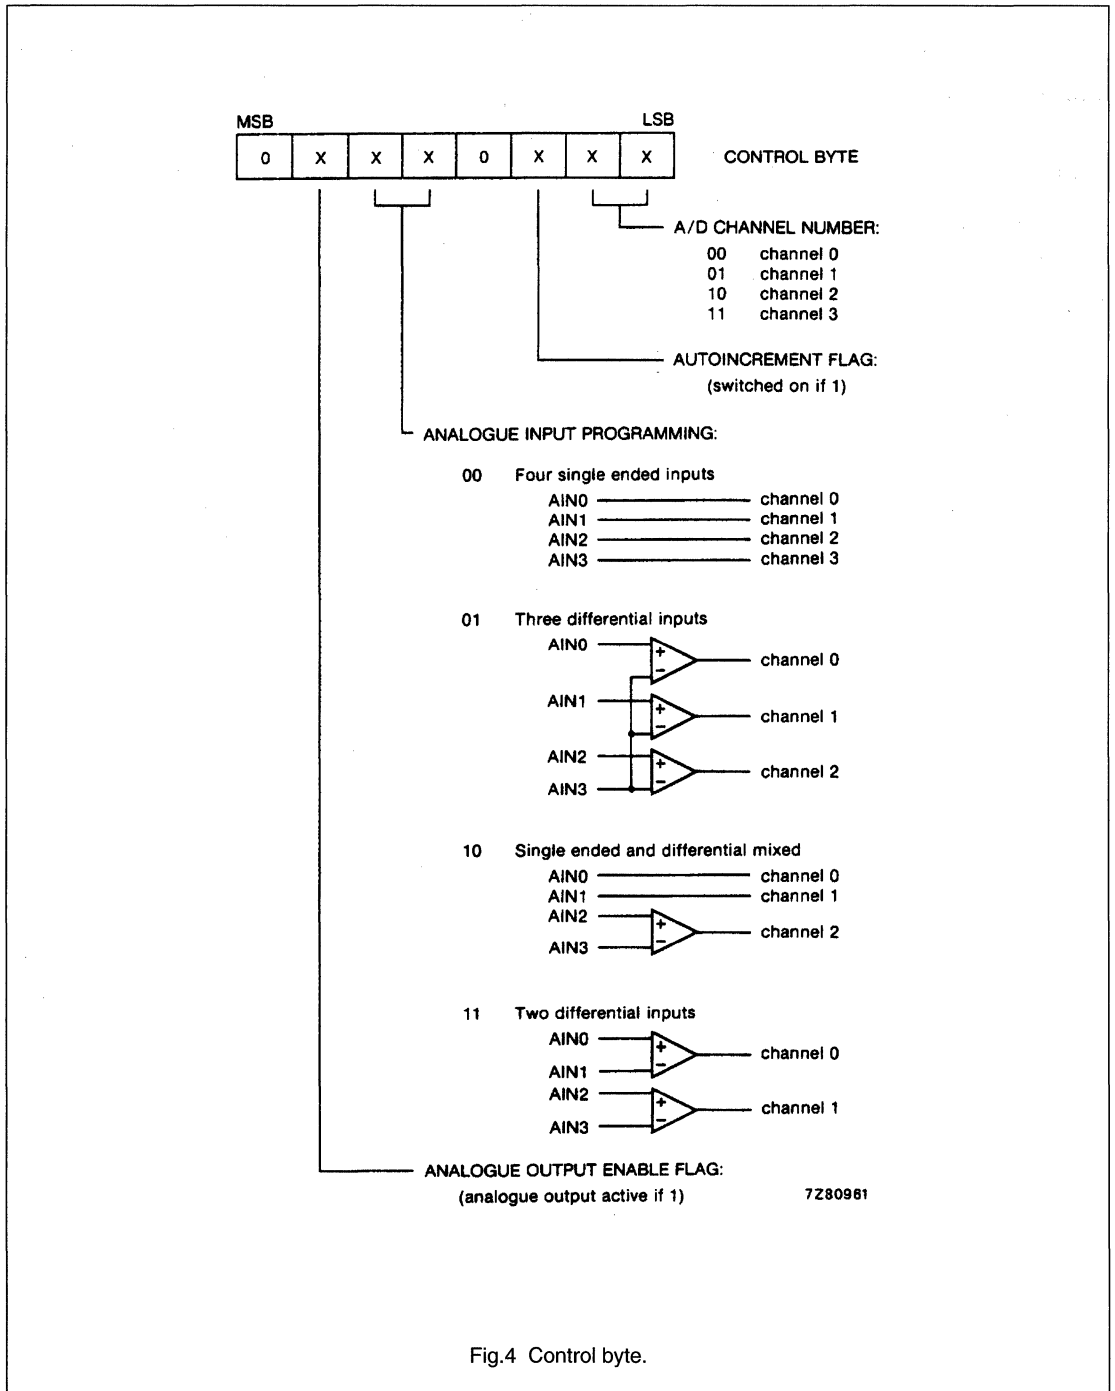 MSB LSB
0 X X X 0 X X X CONTROL BYTE
A/D CHANNEL NUMBER:
00 channel 0
01 channel 1
10 channel 2
11 channel 3
AUTOINCREMENT FLAG:
(switched on if 1)
ANALOGUE INPUT PROGRAMMING:
00 Four single ended inputs
AIN0 channel 0
AIN1 channel 1
AIN2 channel 2
AIN3 channel 3
01 Three differential inputs
AIN0 + − channel 0
AIN1 + − channel 1
AIN2 + channel 2
AIN3 −
10 Single ended and differential mixed
AIN0 channel 0
AIN1 channel 1
AIN2 + channel 2
AIN3 −
11 Two differential inputs
AIN0 + channel 0
AIN1 −
AIN2 + channel 1
AIN3 −
ANALOGUE OUTPUT ENABLE FLAG:
(analogue output active if 1) 7Z80961
Fig.4 Control byte.